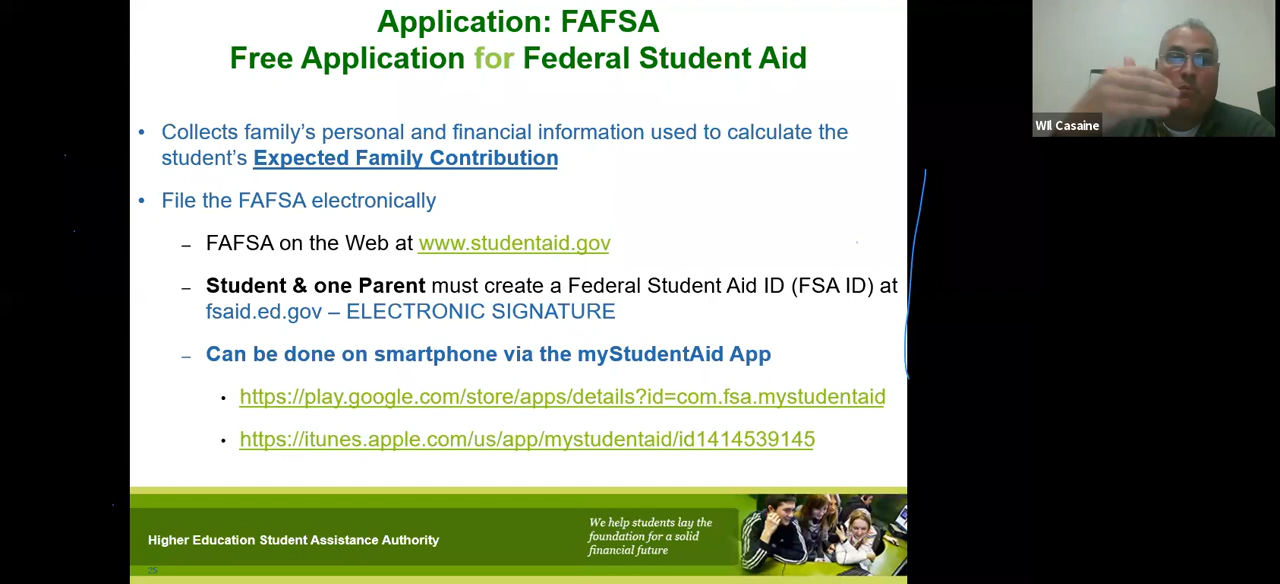 Application: FAFSA
Free Application for Federal Student Aid
• Collects family's personal and financial information used to calculate the
student's Expected Family Contribution
• File the FAFSA electronically
– FAFSA on the Web at www.studentaid.gov
– Student & one Parent must create a Federal Student Aid ID (FSA ID) at
fsaid.ed.gov – ELECTRONIC SIGNATURE
– Can be done on smartphone via the myStudentAid App
• https://play.google.com/store/apps/details?id=com.fsa.mystudentaid
• https://itunes.apple.com/us/app/mystudentaid/id1414539145
Higher Education Student Assistance Authority
We help students lay the
foundation for a solid
financial future
25
WIl Casaine